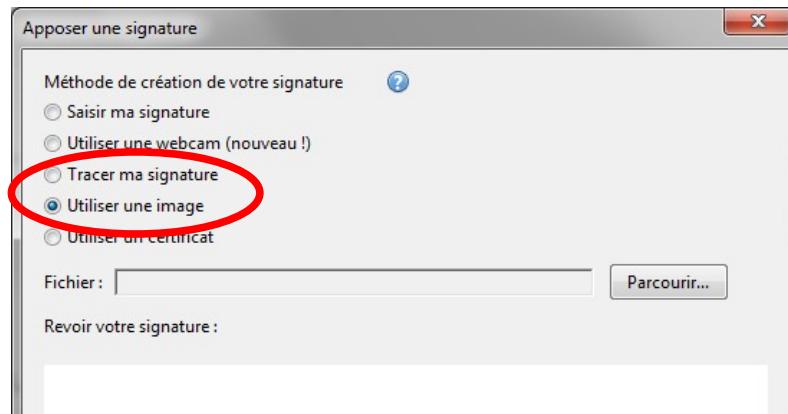 Apposer une signature
Méthode de création de votre signature
Saisir ma signature
Utiliser une webcam (nouveau !)
Tracer ma signature
Utiliser une image
Utiliser un certificat
Fichier : Parcourir...
Revoir votre signature :